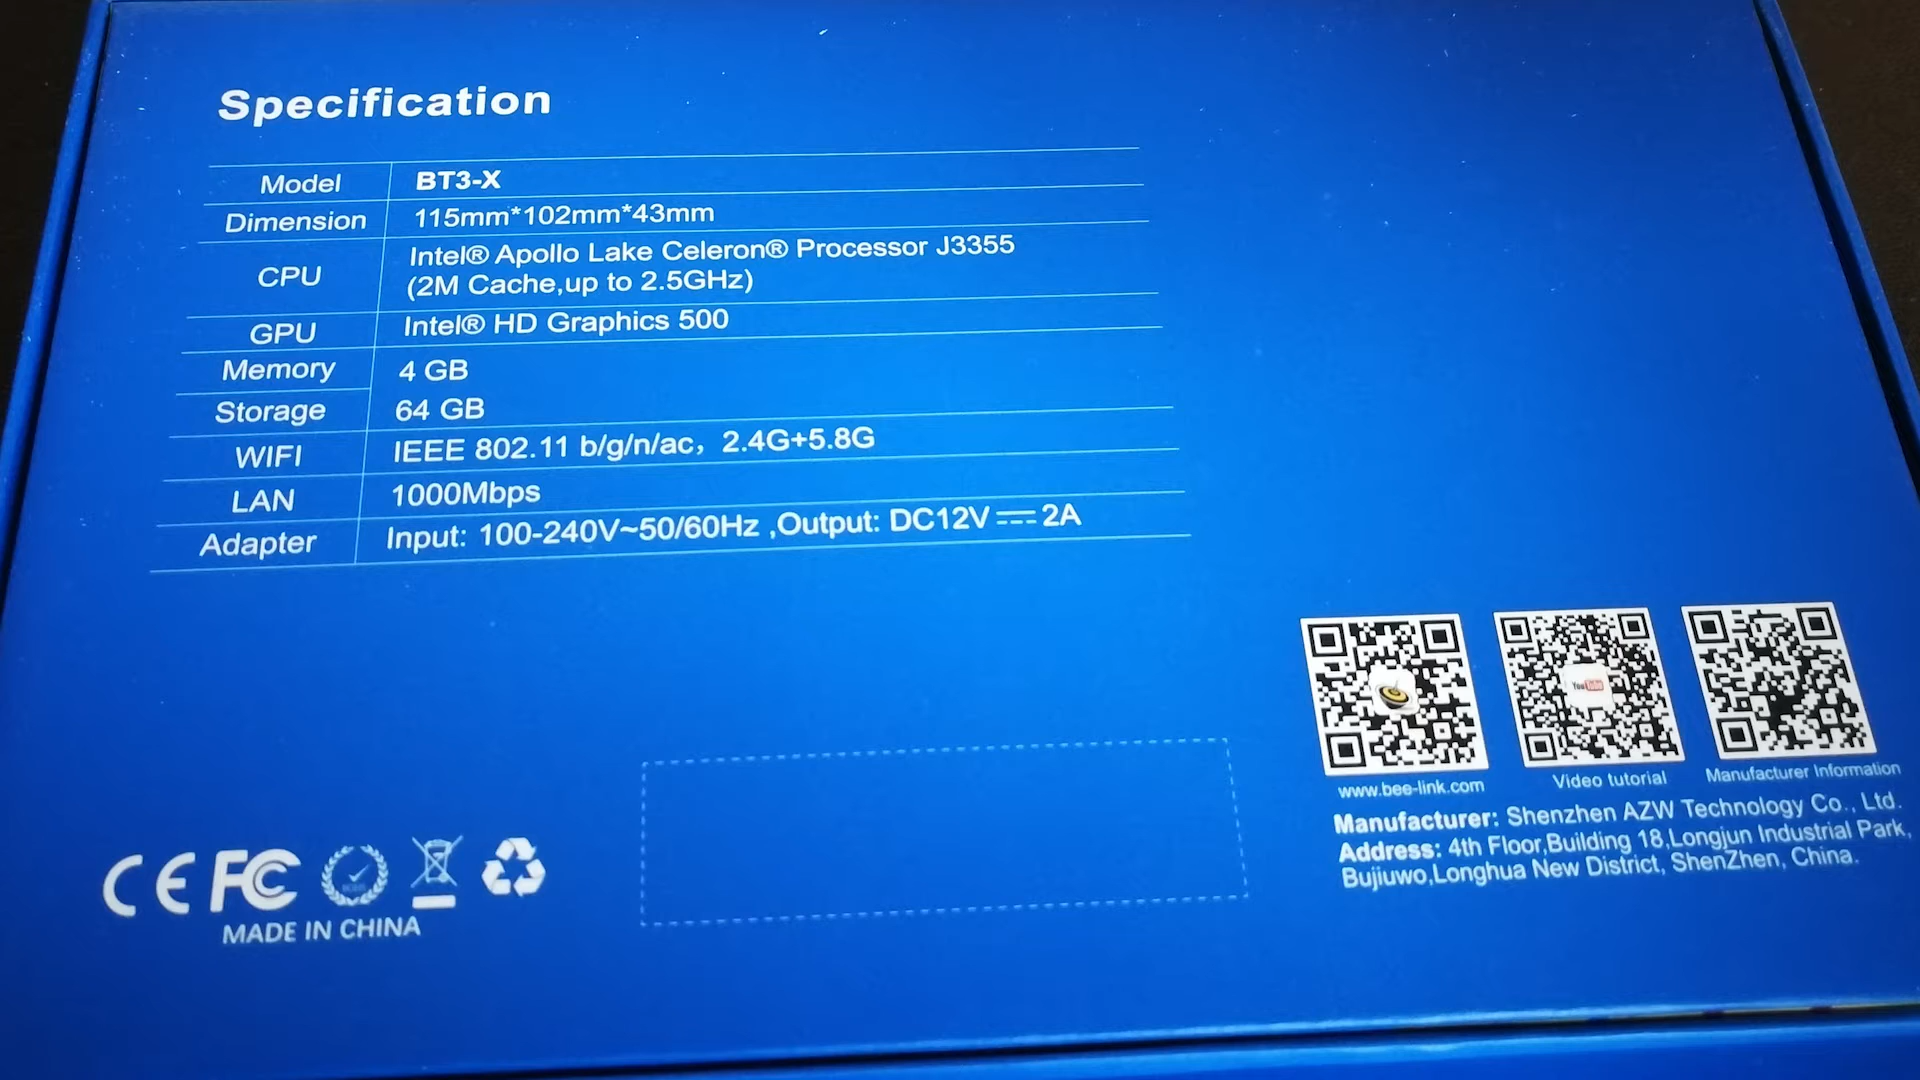 Specification
Model BT3-X
Dimension 115mm*102mm*43mm
CPU Intel® Apollo Lake Celeron® Processor J3355
(2M Cache,up to 2.5GHz)
GPU Intel® HD Graphics 500
Memory 4 GB
Storage 64 GB
WIFI IEEE 802.11 b/g/n/ac，2.4G+5.8G
LAN 1000Mbps
Adapter Input: 100-240V~50/60Hz ,Output: DC12V⎓2A
YouTube
www.bee-link.com
Video tutorial
Manufacturer Information
Manufacturer: Shenzhen AZW Technology Co., Ltd.
Address: 4th Floor,Building 18,Longjun Industrial Park,
Bujiuwo,Longhua New District, ShenZhen, China.
CE FC
MADE IN CHINA